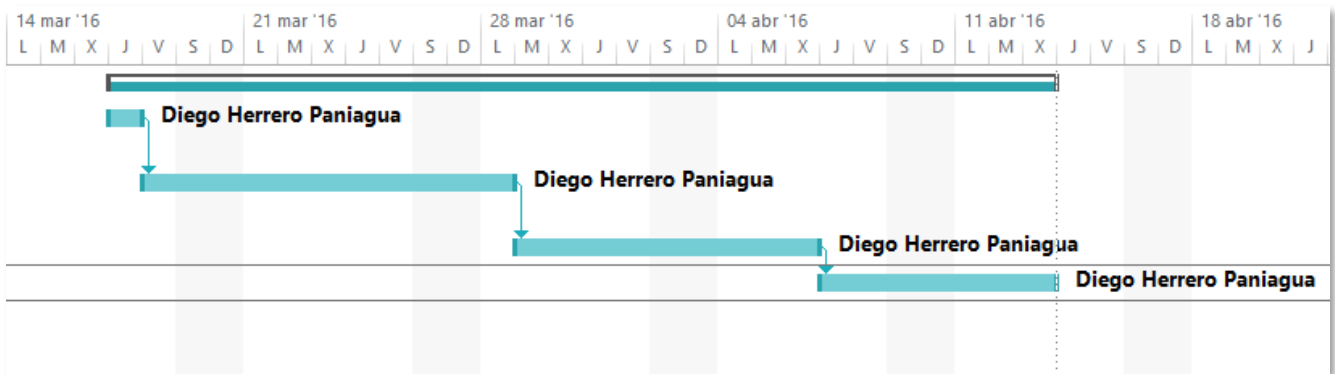 14 mar '16 21 mar '16 28 mar '16 04 abr '16 11 abr '16 18 abr '16
L M X J V S D L M X J V S D L M X J V S D L M X J V S D L M X J V S D L M X J
Diego Herrero Paniagua
Diego Herrero Paniagua
Diego Herrero Paniagua
Diego Herrero Paniagua